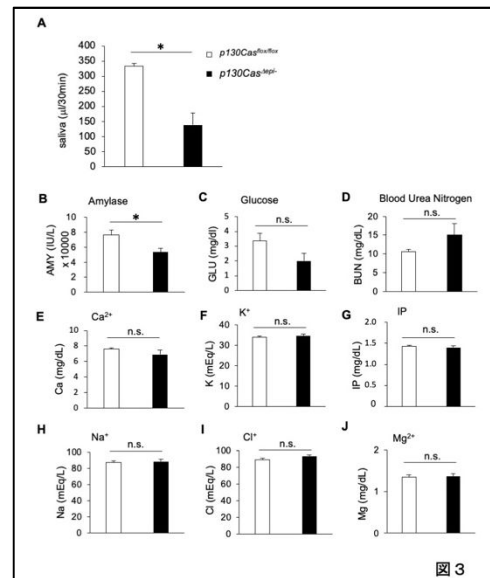 A
*
p130Cas^flox/flox
p130Cas^Δepi-
saliva (μl/30min)
400
350
300
250
200
150
100
50
0
B Amylase
*
AMY (IU/L)
x 10000
10
8
6
4
2
0
C Glucose
n.s.
GLU (mg/dl)
5
4
3
2
1
0
D Blood Urea Nitrogen
n.s.
BUN (mg/dL)
20
15
10
5
0
E Ca²⁺
n.s.
Ca (mg/dL)
10
8
6
4
2
0
F K⁺
n.s.
K (mEq/L)
40
30
20
10
0
G IP
n.s.
IP (mg/dL)
2.0
1.5
1.0
0.5
0
H Na⁺
n.s.
Na (mEq/L)
100
80
60
40
20
0
I Cl⁺
n.s.
Cl (mEq/L)
100
80
60
40
20
0
J Mg²⁺
n.s.
Mg (mg/dL)
2
1
0
図 3